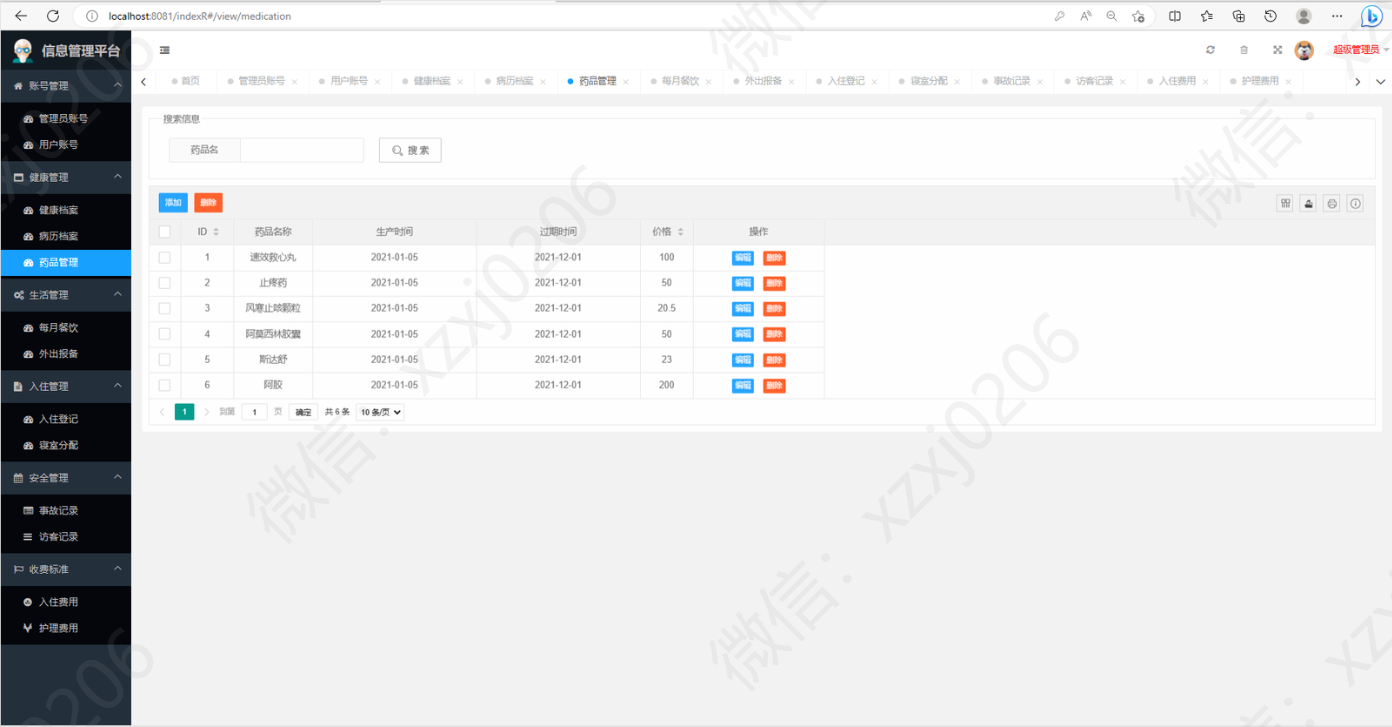 localhost:8081/indexR#/view/medication
信息管理平台
超级管理员
首页 管理员账号 用户账号 健康档案 病历档案 药品管理 每月餐饮 外出报备 入住登记 寝室分配 事故记录 访客记录 入住费用 护理费用
账号管理
管理员账号
用户账号
健康管理
健康档案
病历档案
药品管理
生活管理
每月餐饮
外出报备
入住管理
入住登记
寝室分配
安全管理
事故记录
访客记录
收费标准
入住费用
护理费用
搜索信息
药品名 搜 索
添加 删除
ID 药品名称 生产时间 过期时间 价格 操作
1 速效救心丸 2021-01-05 2021-12-01 100 编辑 删除
2 止疼药 2021-01-05 2021-12-01 50 编辑 删除
3 风寒止咳颗粒 2021-01-05 2021-12-01 20.5 编辑 删除
4 阿莫西林胶囊 2021-01-05 2021-12-01 50 编辑 删除
5 斯达舒 2021-01-05 2021-12-01 23 编辑 删除
6 阿胶 2021-01-05 2021-12-01 200 编辑 删除
1 到第 1 页 确定 共 6 条 10 条/页
微信：xzxj0206
微信：xzxj0206